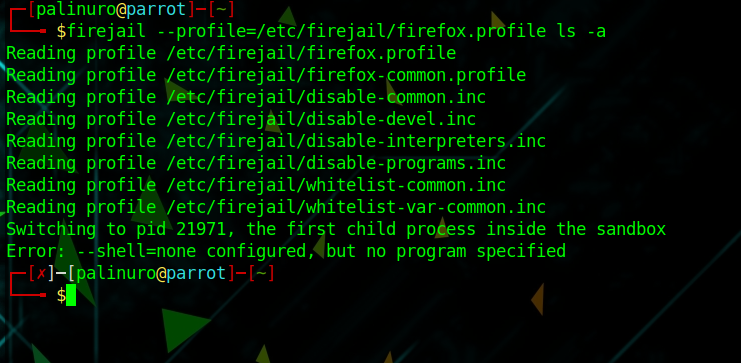 ┌─[palinuro@parrot]─[~]
└──╼ $firejail --profile=/etc/firejail/firefox.profile ls -a
Reading profile /etc/firejail/firefox.profile
Reading profile /etc/firejail/firefox-common.profile
Reading profile /etc/firejail/disable-common.inc
Reading profile /etc/firejail/disable-devel.inc
Reading profile /etc/firejail/disable-interpreters.inc
Reading profile /etc/firejail/disable-programs.inc
Reading profile /etc/firejail/whitelist-common.inc
Reading profile /etc/firejail/whitelist-var-common.inc
Switching to pid 21971, the first child process inside the sandbox
Error: --shell=none configured, but no program specified
┌─[✗]─[palinuro@parrot]─[~]
└──╼ $